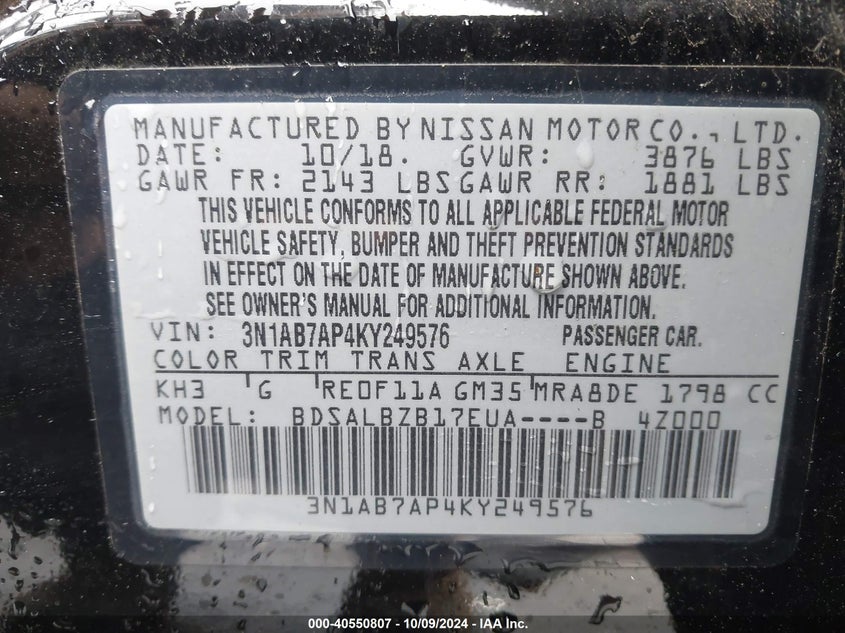 MANUFACTURED BY NISSAN MOTOR CO., LTD.
DATE: 10/18. GVWR: 3876 LBS
GAWR FR: 2143 LBS GAWR RR: 1881 LBS
THIS VEHICLE CONFORMS TO ALL APPLICABLE FEDERAL MOTOR
VEHICLE SAFETY, BUMPER AND THEFT PREVENTION STANDARDS
IN EFFECT ON THE DATE OF MANUFACTURE SHOWN ABOVE.
SEE OWNER'S MANUAL FOR ADDITIONAL INFORMATION.
VIN: 3N1AB7AP4KY249576 PASSENGER CAR.
COLOR TRIM TRANS AXLE ENGINE
KH3 G RE0F11A GM35 MRA8DE 1798 CC
MODEL: BDSALBZB17EUA----B 4Z000
3N1AB7AP4KY249576
000-40550807 - 10/09/2024 - IAA Inc.